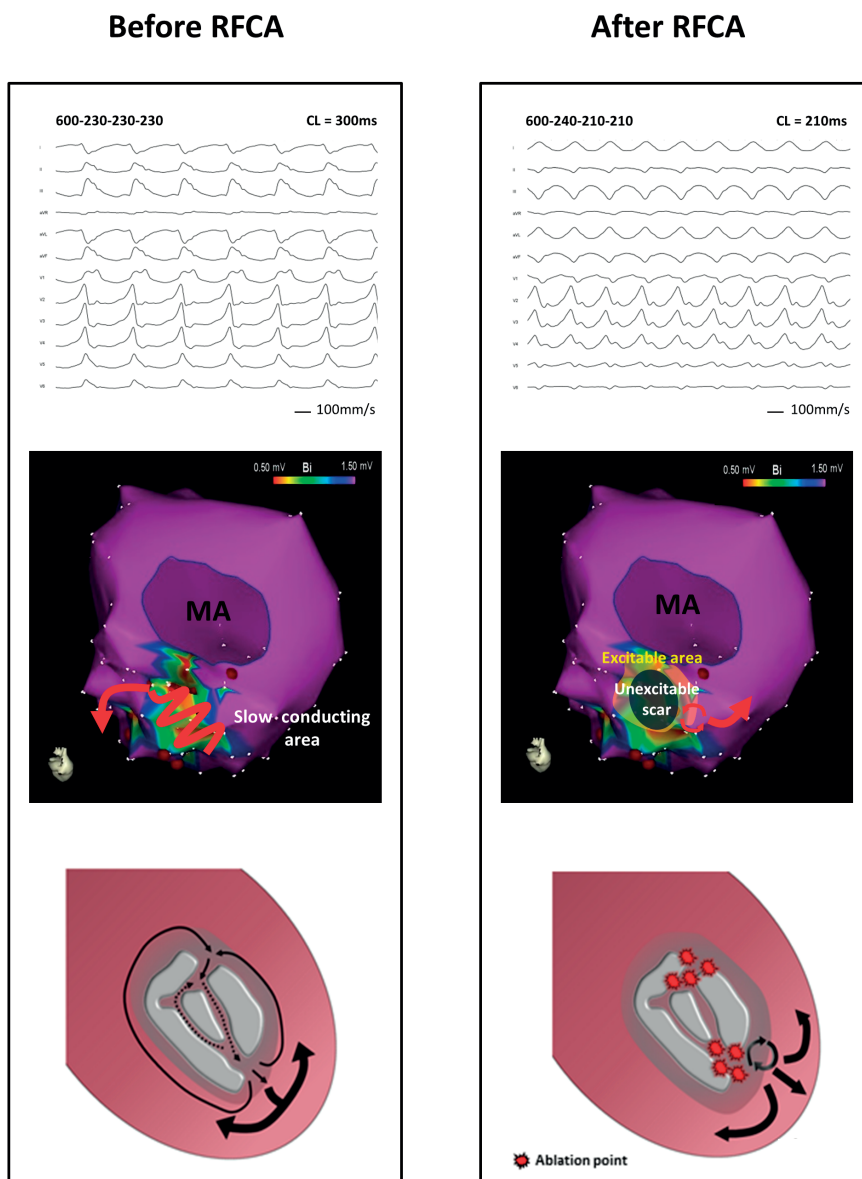 Before RFCA
600-230-230-230 CL = 300ms
I
II
III
aVR
aVL
aVF
V1
V2
V3
V4
V5
V6
100mm/s
0.50 mV Bi 1.50 mV
MA
Slow-conducting
area
After RFCA
600-240-210-210 CL = 210ms
I
II
III
aVR
aVL
aVF
V1
V2
V3
V4
V5
V6
100mm/s
0.50 mV Bi 1.50 mV
MA
Excitable area
Unexcitable
scar
Ablation point